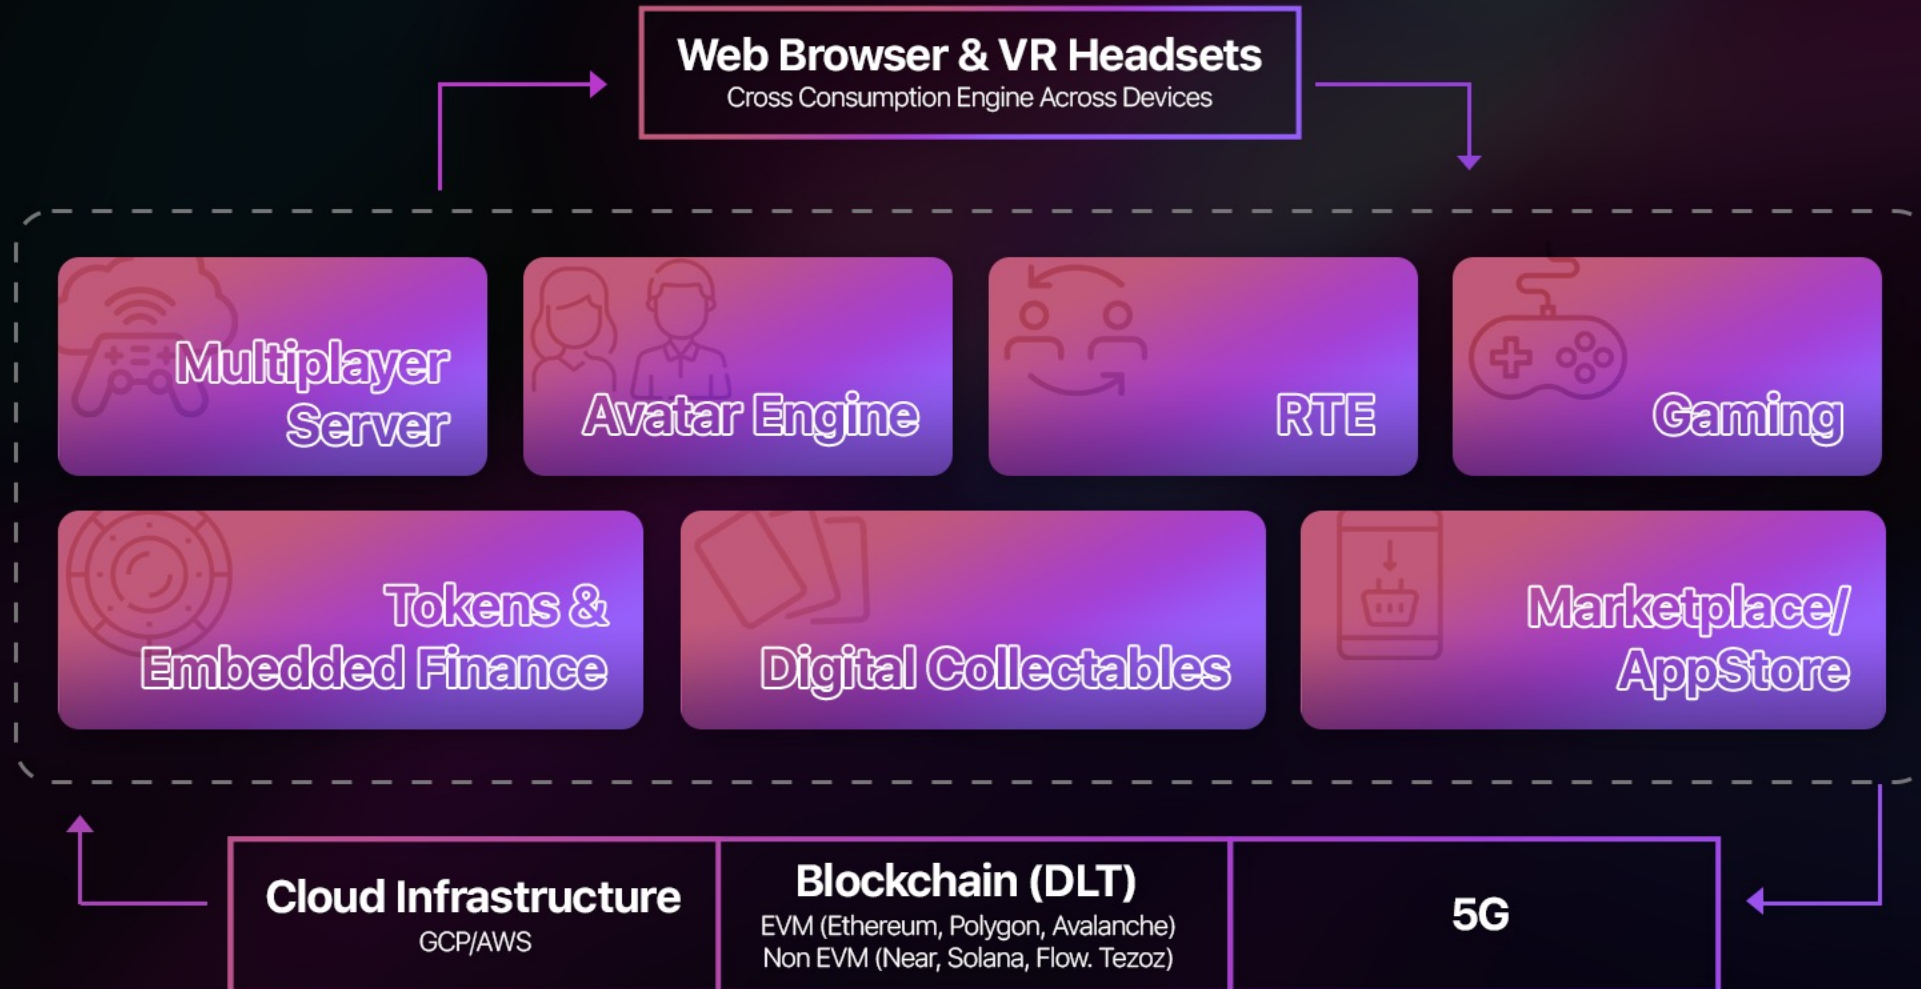 Web Browser & VR Headsets
Cross Consumption Engine Across Devices
Multiplayer
Server
Avatar Engine
RTE
Gaming
Tokens &
Embedded Finance
Digital Collectables
Marketplace/
AppStore
Cloud Infrastructure
GCP/AWS
Blockchain (DLT)
EVM (Ethereum, Polygon, Avalanche)
Non EVM (Near, Solana, Flow. Tezoz)
5G